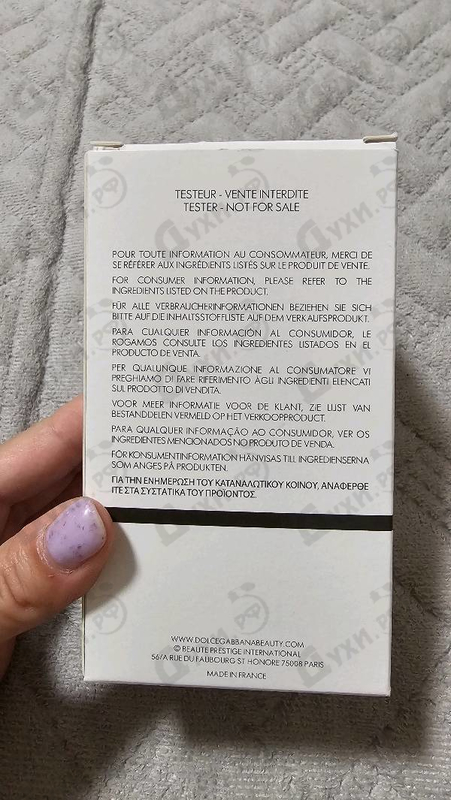 TESTEUR - VENTE INTERDITE
TESTER - NOT FOR SALE
POUR TOUTE INFORMATION AU CONSOMMATEUR, MERCI DE
SE RÉFÉRER AUX INGRÉDIENTS LISTÉS SUR LE PRODUIT DE VENTE.
FOR CONSUMER INFORMATION, PLEASE REFER TO THE
INGREDIENTS LISTED ON THE PRODUCT.
FÜR ALLE VERBRAUCHERINFORMATIONEN BEZIEHEN SIE SICH
BITTE AUF DIE INHALTSSTOFFLISTE AUF DEM VERKAUFSPRODUKT.
PARA CUALQUIER INFORMACIÓN AL CONSUMIDOR, LE
ROGAMOS CONSULTE LOS INGREDIENTES LISTADOS EN EL
PRODUCTO DE VENTA.
PER QUALUNQUE INFORMAZIONE AL CONSUMATORE VI
PREGHIAMO DI FARE RIFERIMENTO AGLI INGREDIENTI ELENCATI
SUL PRODOTTO DI VENDITA.
VOOR MEER INFORMATIE VOOR DE KLANT, ZIE LIJST VAN
BESTANDDELEN VERMELD OP HET VERKOOPPRODUCT.
PARA QUALQUER INFORMAÇÃO AO CONSUMIDOR, VER OS
INGREDIENTES MENCIONADOS NO PRODUTO DE VENDA.
FÖR KONSUMENTINFORMATION HÄNVISAS TILL INGREDIENSERNA
SOM ANGES PÅ PRODUKTEN.
ΓΙΑ ΤΗΝ ΕΝΗΜΕΡΩΣΗ ΤΟΥ ΚΑΤΑΝΑΛΩΤΙΚΟΥ ΚΟΙΝΟΥ, ΑΝΑΦΕΡΘΕ
ΙΤΕ ΣΤΑ ΣΥΣΤΑΤΙΚΑ ΤΟΥ ΠΡΟΪΟΝΤΟΣ.
WWW.DOLCEGABBANABEAUTY.COM
© BEAUTE PRESTIGE INTERNATIONAL
56/A RUE DU FAUBOURG ST HONORE 75008 PARIS
MADE IN FRANCE